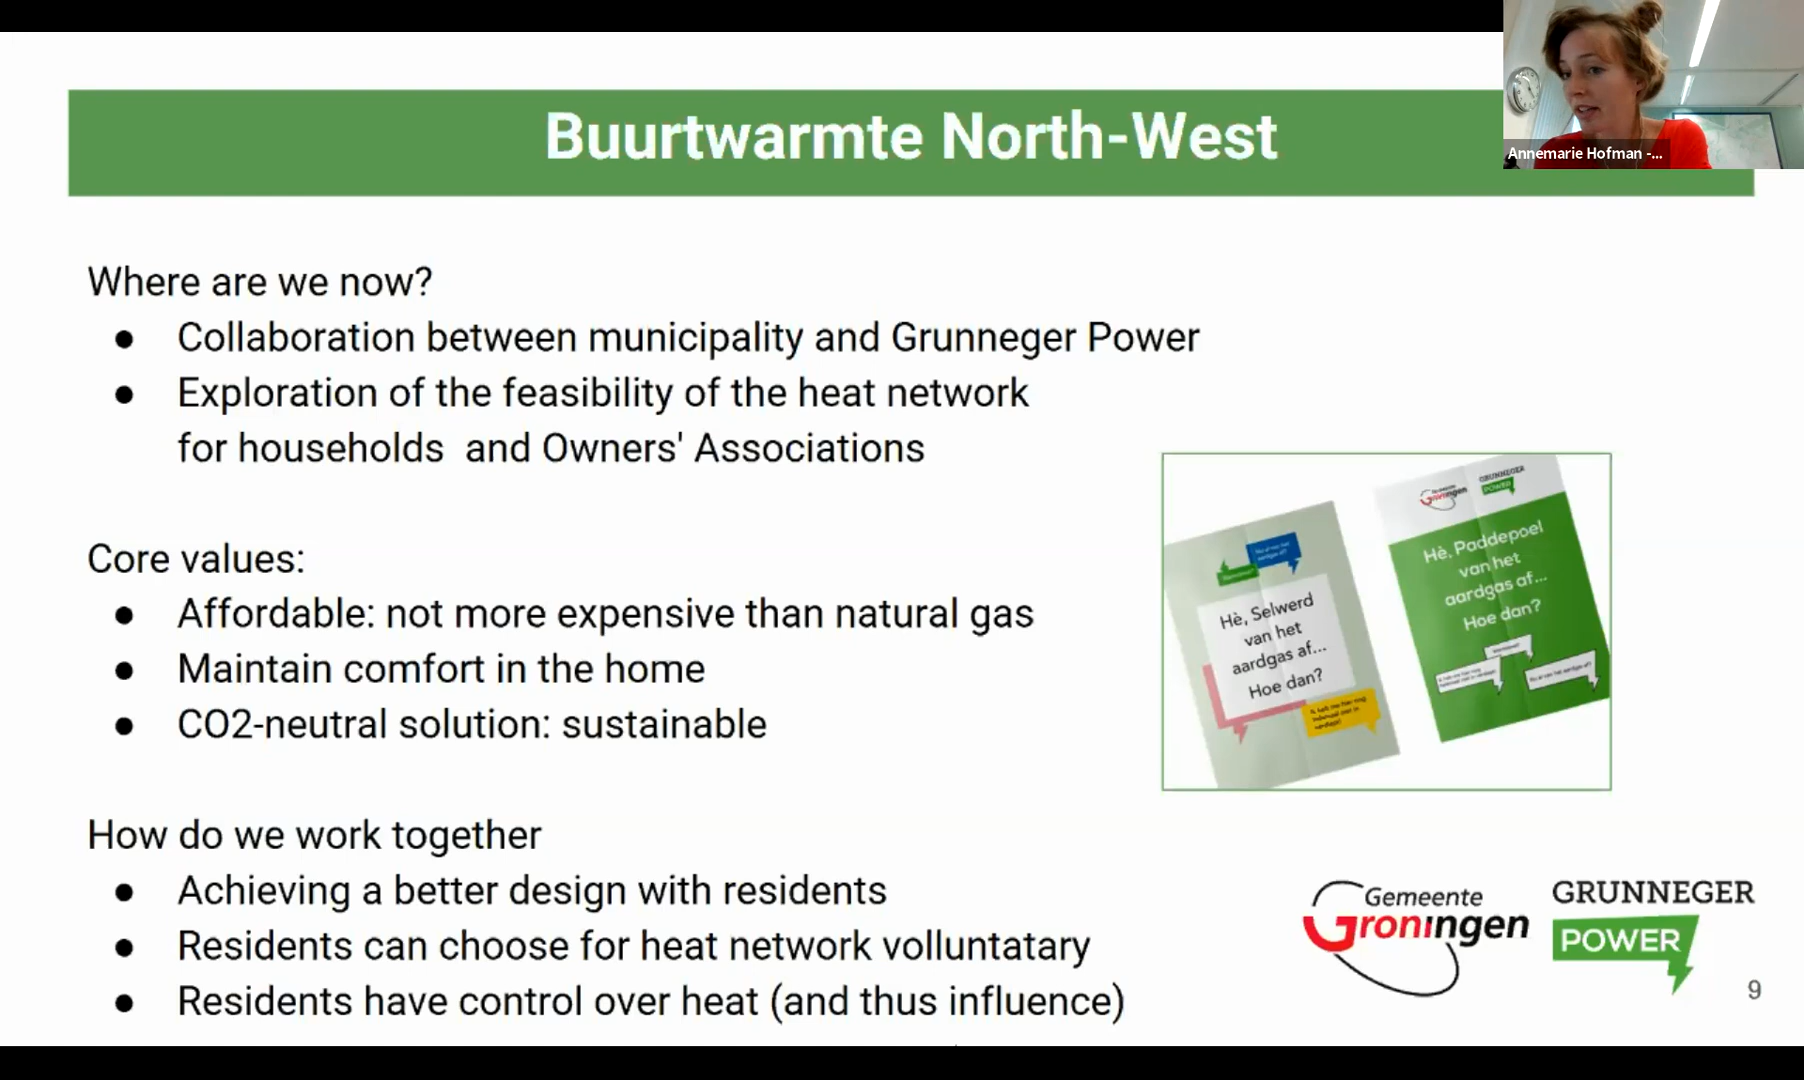 Buurtwarmte North-West
Annemarie Hofman -...
Where are we now?
● Collaboration between municipality and Grunneger Power
● Exploration of the feasibility of the heat network
for households and Owners' Associations
Core values:
● Affordable: not more expensive than natural gas
● Maintain comfort in the home
● CO2-neutral solution: sustainable
Hè, Selwerd
van het
aardgas af...
Hoe dan?
Gemeente
Groningen
GRUNNEGER
POWER
Hè, Paddepoel
van het
aardgas af...
Hoe dan?
How do we work together
● Achieving a better design with residents
● Residents can choose for heat network volluntatary
● Residents have control over heat (and thus influence)
Gemeente
Groningen
GRUNNEGER
POWER
9